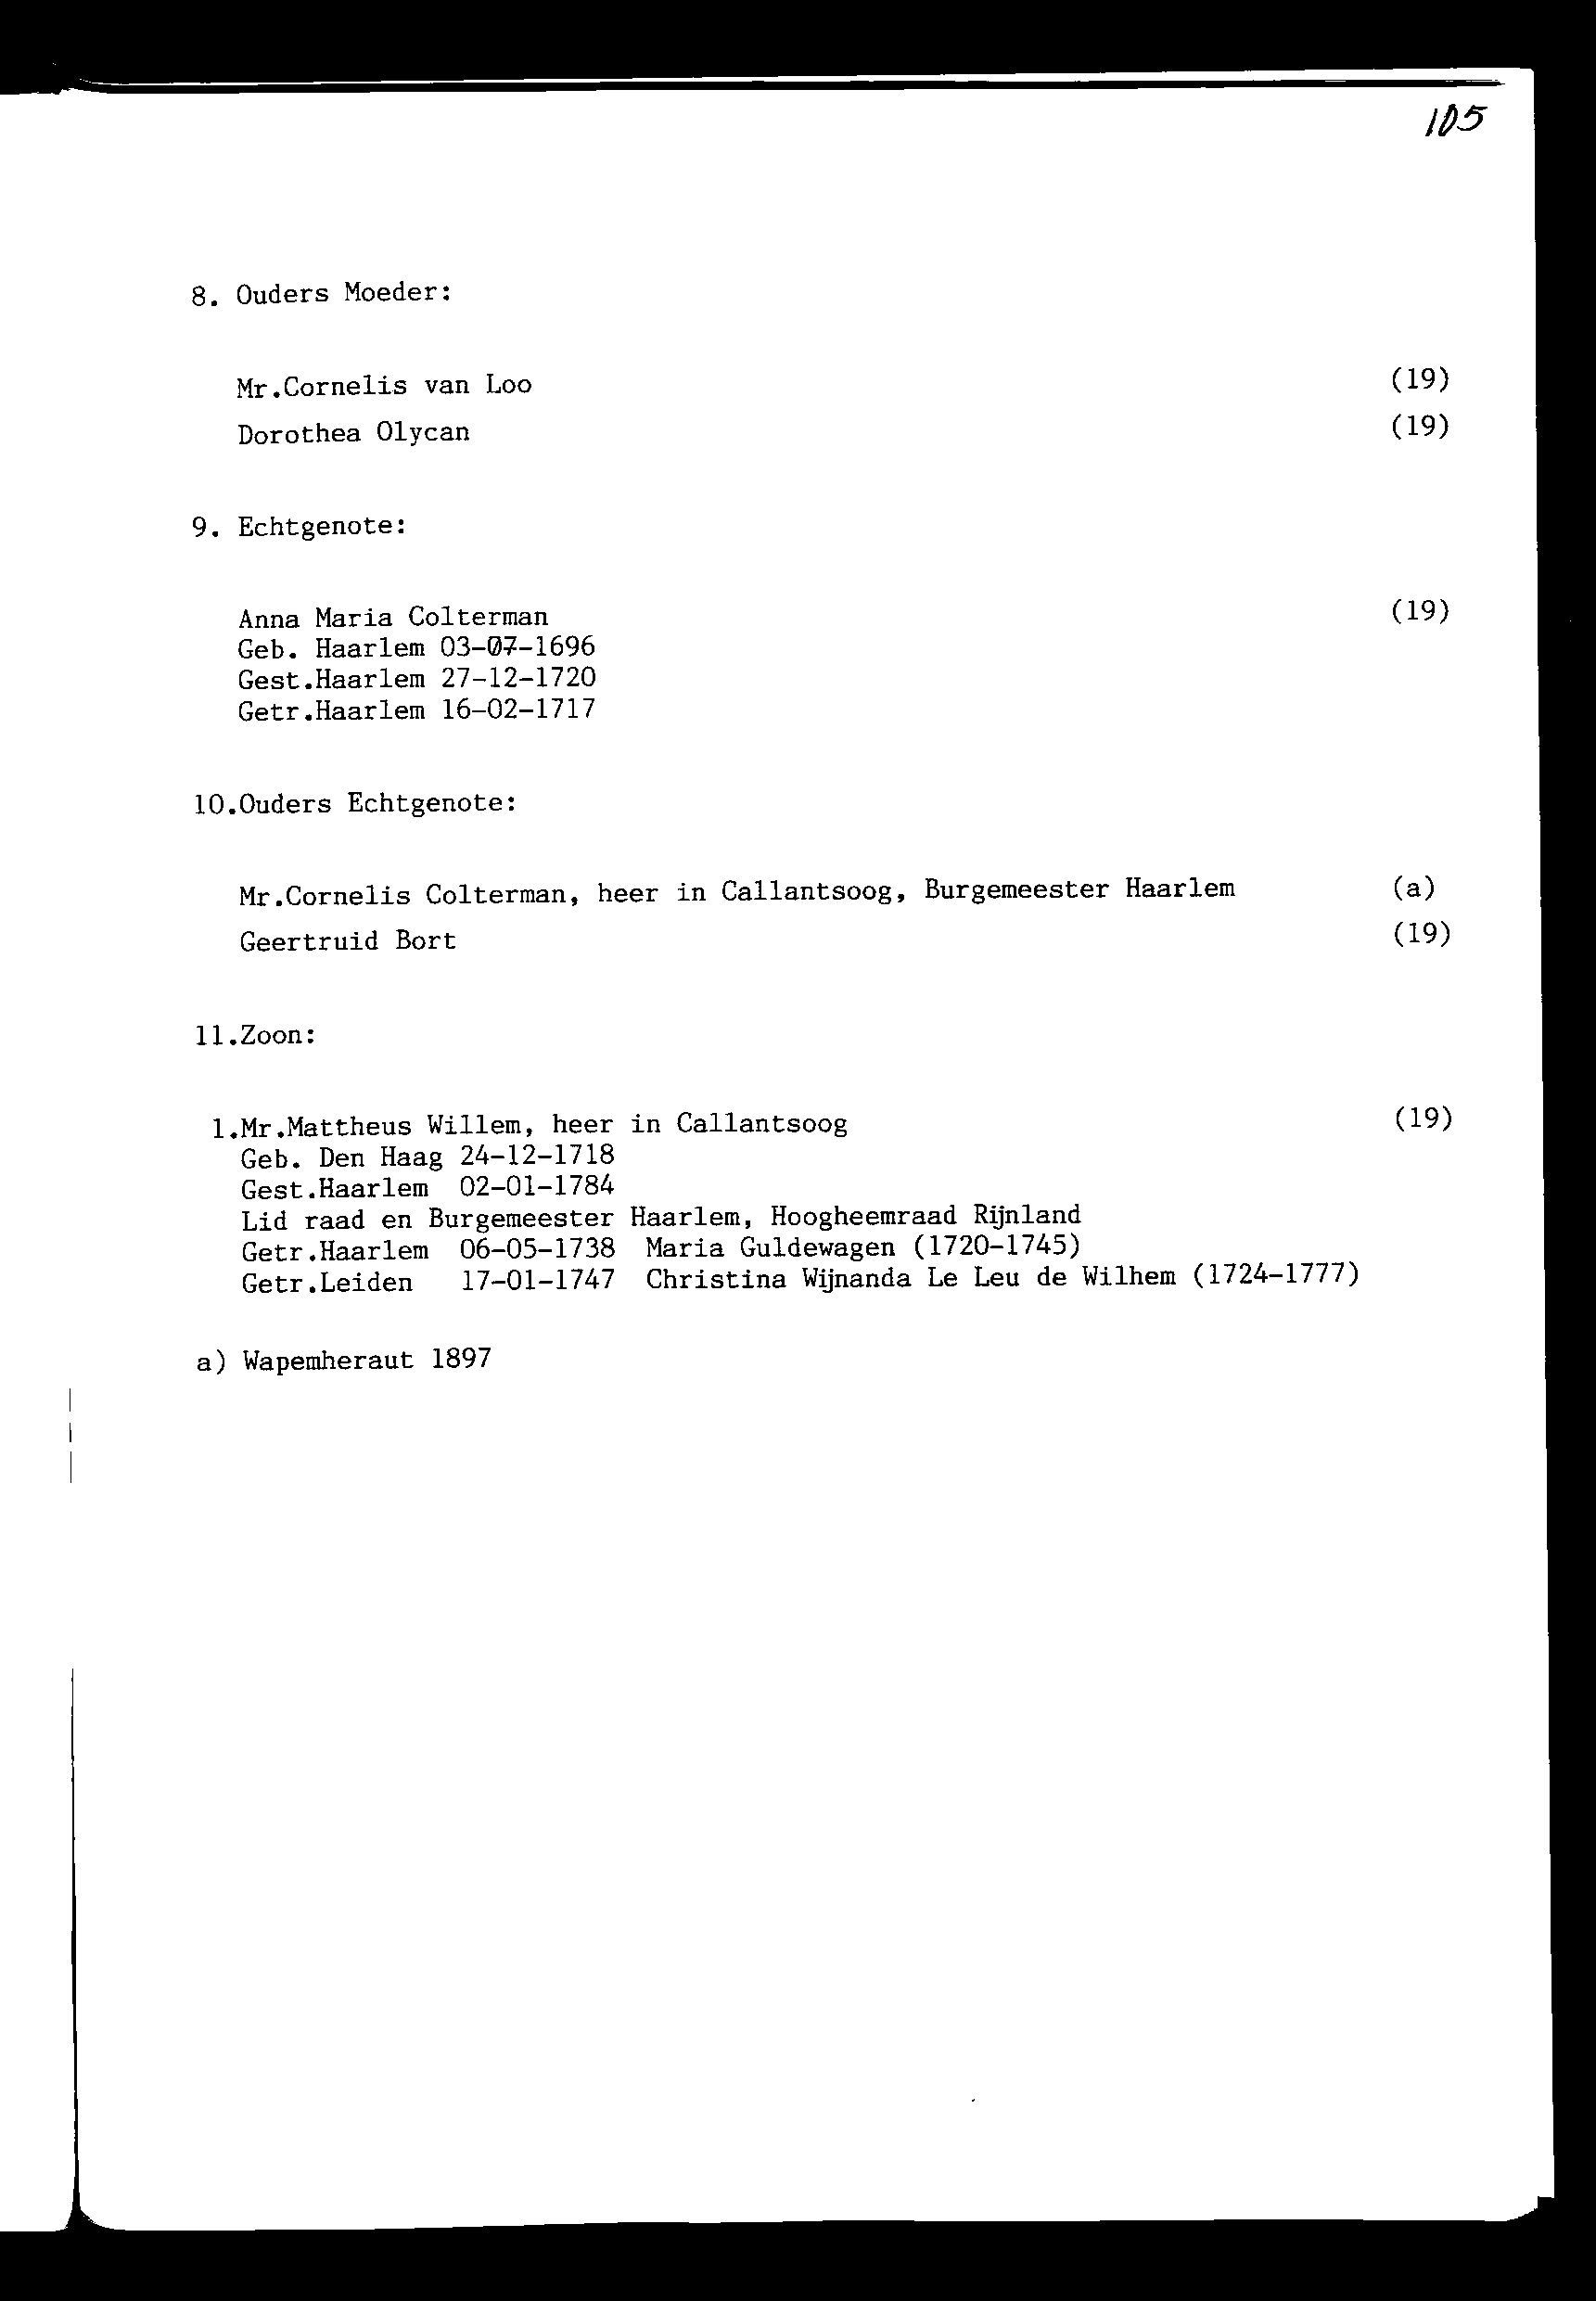 105
8. Ouders Moeder:
Mr.Cornelis van Loo (19)
Dorothea Olycan (19)
9. Echtgenote:
Anna Maria Colterman (19)
Geb. Haarlem 03-07-1696
Gest.Haarlem 27-12-1720
Getr.Haarlem 16-02-1717
10.Ouders Echtgenote:
Mr.Cornelis Colterman, heer in Callantsoog, Burgemeester Haarlem (a)
Geertruid Bort (19)
11.Zoon:
1.Mr.Mattheus Willem, heer in Callantsoog (19)
Geb. Den Haag 24-12-1718
Gest.Haarlem 02-01-1784
Lid raad en Burgemeester Haarlem, Hoogheemraad Rijnland
Getr.Haarlem 06-05-1738 Maria Guldewagen (1720-1745)
Getr.Leiden 17-01-1747 Christina Wijnanda Le Leu de Wilhem (1724-1777)
a) Wapemheraut 1897